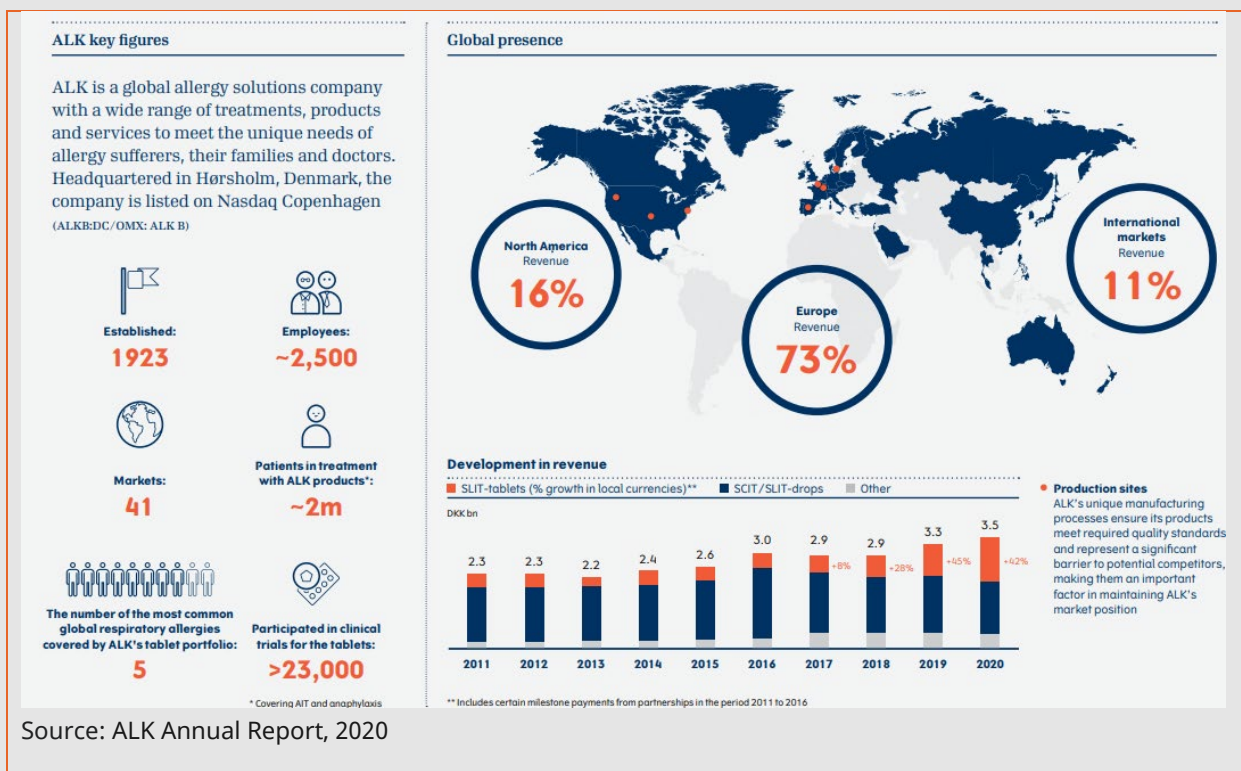 ALK key figures
ALK is a global allergy solutions company
with a wide range of treatments, products
and services to meet the unique needs of
allergy sufferers, their families and doctors.
Headquartered in Hørsholm, Denmark, the
company is listed on Nasdaq Copenhagen
(ALKB:DC/OMX: ALK B)
Established:
1923
Employees:
~2,500
Markets:
41
Patients in treatment
with ALK products*:
~2m
The number of the most common
global respiratory allergies
covered by ALK's tablet portfolio:
5
Participated in clinical
trials for the tablets:
>23,000
* Covering AIT and anaphylaxis
Global presence
North America
Revenue
16%
Europe
Revenue
73%
International
markets
Revenue
11%
Development in revenue
SLIT-tablets (% growth in local currencies)** SCIT/SLIT-drops Other
DKK bn
2.3 2.3 2.2 2.4 2.6 3.0 2.9 2.9 3.3 3.5
+8% +28% +45% +42%
2011 2012 2013 2014 2015 2016 2017 2018 2019 2020
** Includes certain milestone payments from partnerships in the period 2011 to 2016
Production sites
ALK's unique manufacturing
processes ensure its products
meet required quality standards
and represent a significant
barrier to potential competitors,
making them an important
factor in maintaining ALK's
market position
Source: ALK Annual Report, 2020